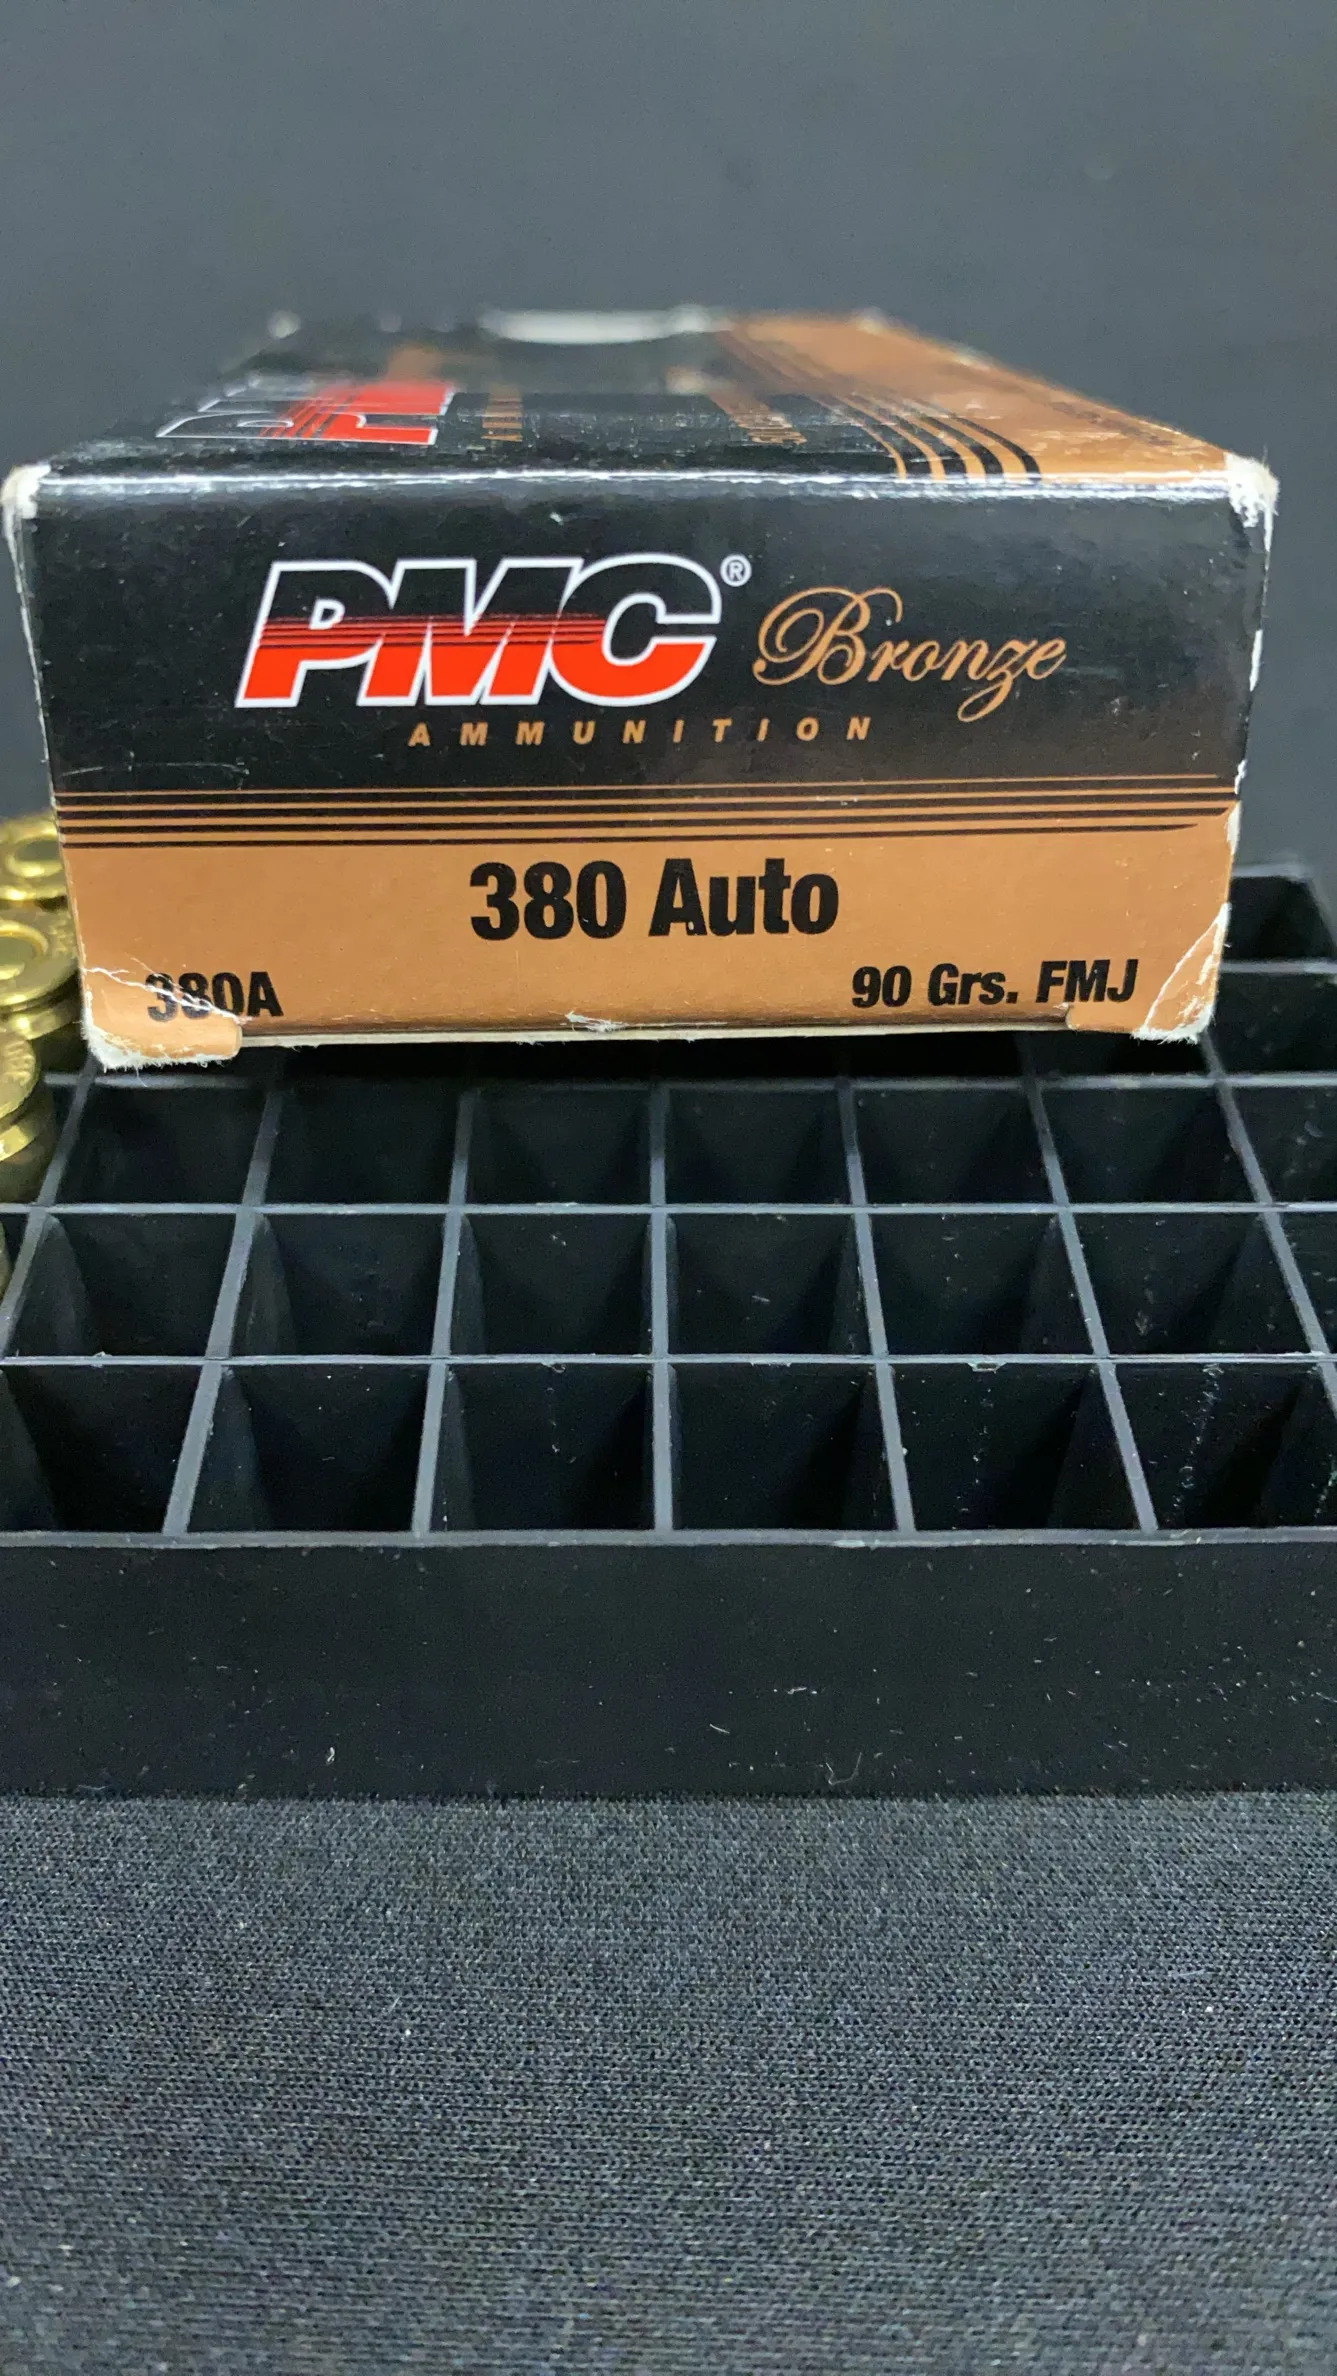 PMC® Bronze
AMMUNITION
380 Auto
380A
90 Grs. FMJ